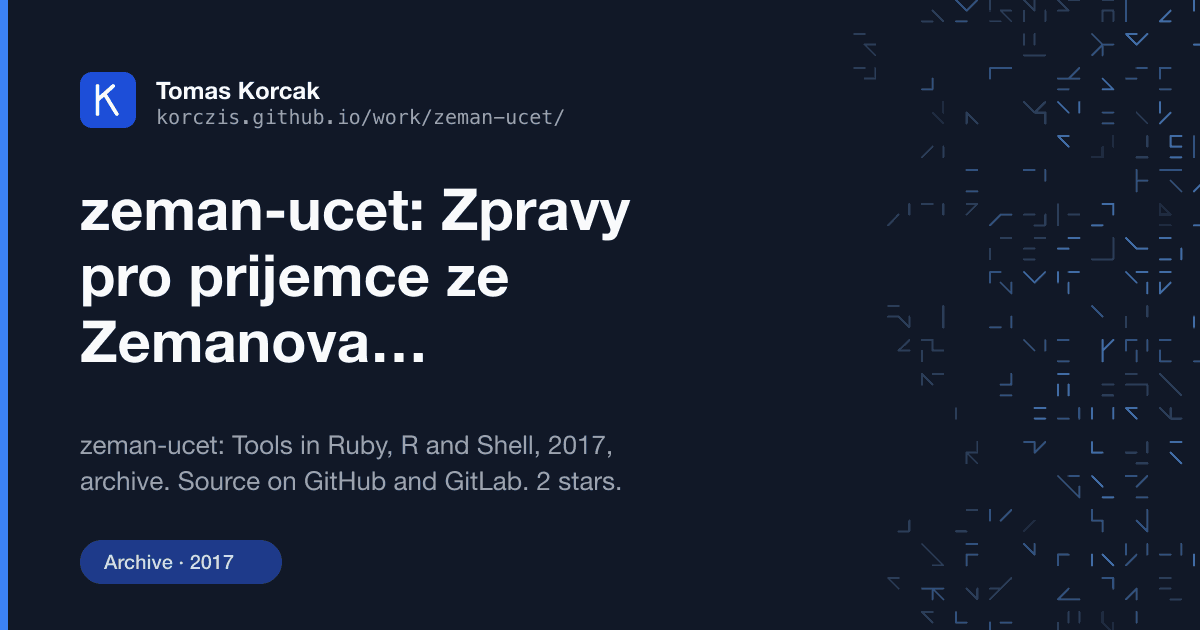 K
Tomas Korcak
korczis.github.io/work/zeman-ucet/
zeman-ucet: Zpravy
pro prijemce ze
Zemanova…
zeman-ucet: Tools in Ruby, R and Shell, 2017,
archive. Source on GitHub and GitLab. 2 stars.
Archive · 2017